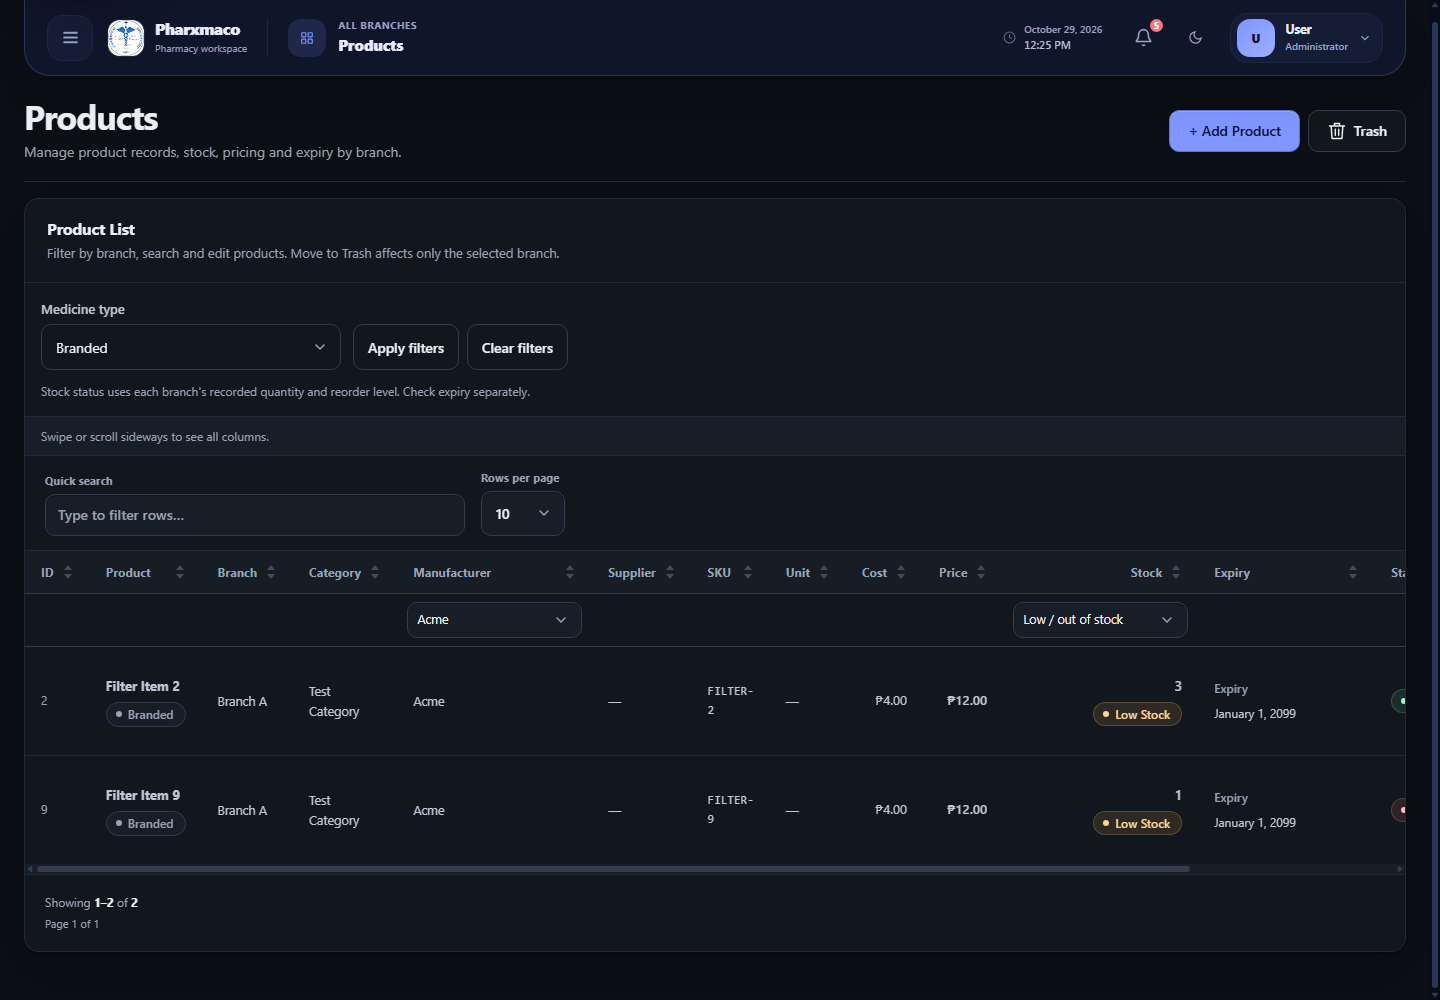 Pharxmaco
Pharmacy workspace
ALL BRANCHES
Products
October 29, 2026
12:25 PM
5
U
User
Administrator
Products
Manage product records, stock, pricing and expiry by branch.
+ Add Product
Trash
Product List
Filter by branch, search and edit products. Move to Trash affects only the selected branch.
Medicine type
Branded
Apply filters
Clear filters
Stock status uses each branch's recorded quantity and reorder level. Check expiry separately.
Swipe or scroll sideways to see all columns.
Quick search
Rows per page
Type to filter rows...
10
ID Product Branch Category Manufacturer Supplier SKU Unit Cost Price Stock Expiry Sta
Acme
Low / out of stock
2
Filter Item 2
Branded
Branch A
Test
Category
Acme
—
FILTER-
2
—
₱4.00
₱12.00
3
Low Stock
Expiry
January 1, 2099
9
Filter Item 9
Branded
Branch A
Test
Category
Acme
—
FILTER-
9
—
₱4.00
₱12.00
1
Low Stock
Expiry
January 1, 2099
Showing 1–2 of 2
Page 1 of 1